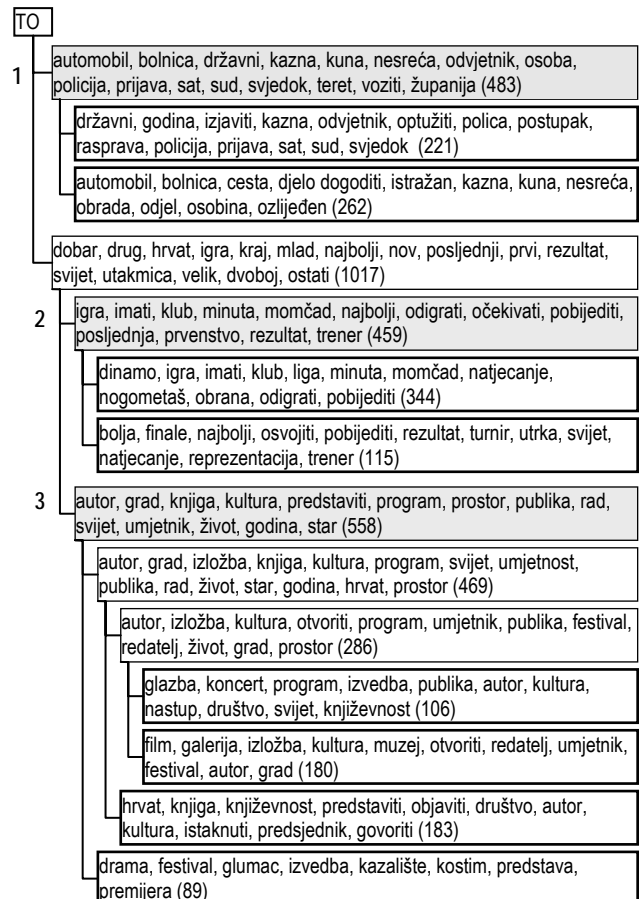 TO
1
automobil, bolnica, državni, kazna, kuna, nesreća, odvjetnik, osoba,
policija, prijava, sat, sud, svjedok, teret, voziti, županija (483)
državni, godina, izjaviti, kazna, odvjetnik, optužiti, polica, postupak,
rasprava, policija, prijava, sat, sud, svjedok (221)
automobil, bolnica, cesta, djelo dogoditi, istražan, kazna, kuna, nesreća,
obrada, odjel, osobina, ozlijeđen (262)
dobar, drug, hrvat, igra, kraj, mlad, najbolji, nov, posljednji, prvi, rezultat,
svijet, utakmica, velik, dvoboj, ostati (1017)
2
igra, imati, klub, minuta, momčad, najbolji, odigrati, očekivati, pobijediti,
posljednja, prvenstvo, rezultat, trener (459)
dinamo, igra, imati, klub, liga, minuta, momčad, natjecanje,
nogometaš, obrana, odigrati, pobijediti (344)
bolja, finale, najbolji, osvojiti, pobijediti, rezultat, turnir, utrka, svijet,
natjecanje, reprezentacija, trener (115)
3
autor, grad, knjiga, kultura, predstaviti, program, prostor, publika, rad,
svijet, umjetnik, život, godina, star (558)
autor, grad, izložba, knjiga, kultura, program, svijet, umjetnost,
publika, rad, život, star, godina, hrvat, prostor (469)
autor, izložba, kultura, otvoriti, program, umjetnik, publika, festival,
redatelj, život, grad, prostor (286)
glazba, koncert, program, izvedba, publika, autor, kultura,
nastup, društvo, svijet, književnost (106)
film, galerija, izložba, kultura, muzej, otvoriti, redatelj, umjetnik,
festival, autor, grad (180)
hrvat, knjiga, književnost, predstaviti, objaviti, društvo, autor,
kultura, istaknuti, predsjednik, govoriti (183)
drama, festival, glumac, izvedba, kazalište, kostim, predstava,
premijera (89)